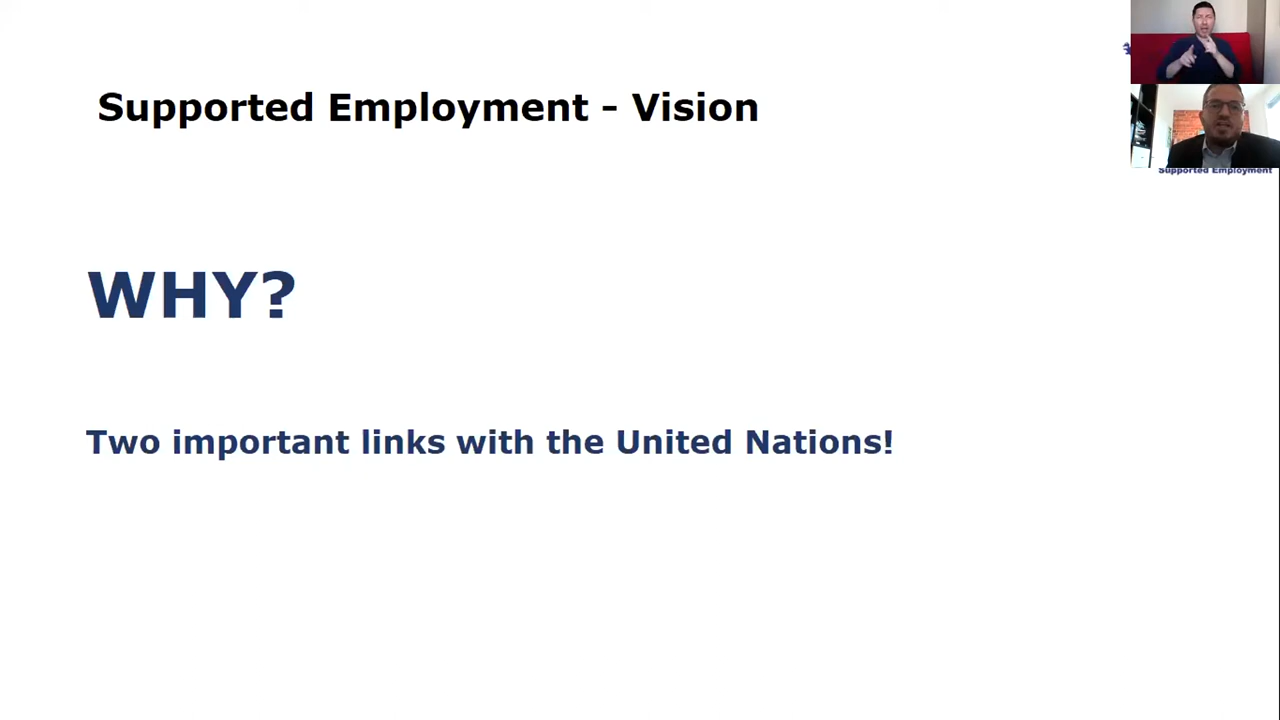 Supported Employment - Vision
Supported Employment
WHY?
Two important links with the United Nations!